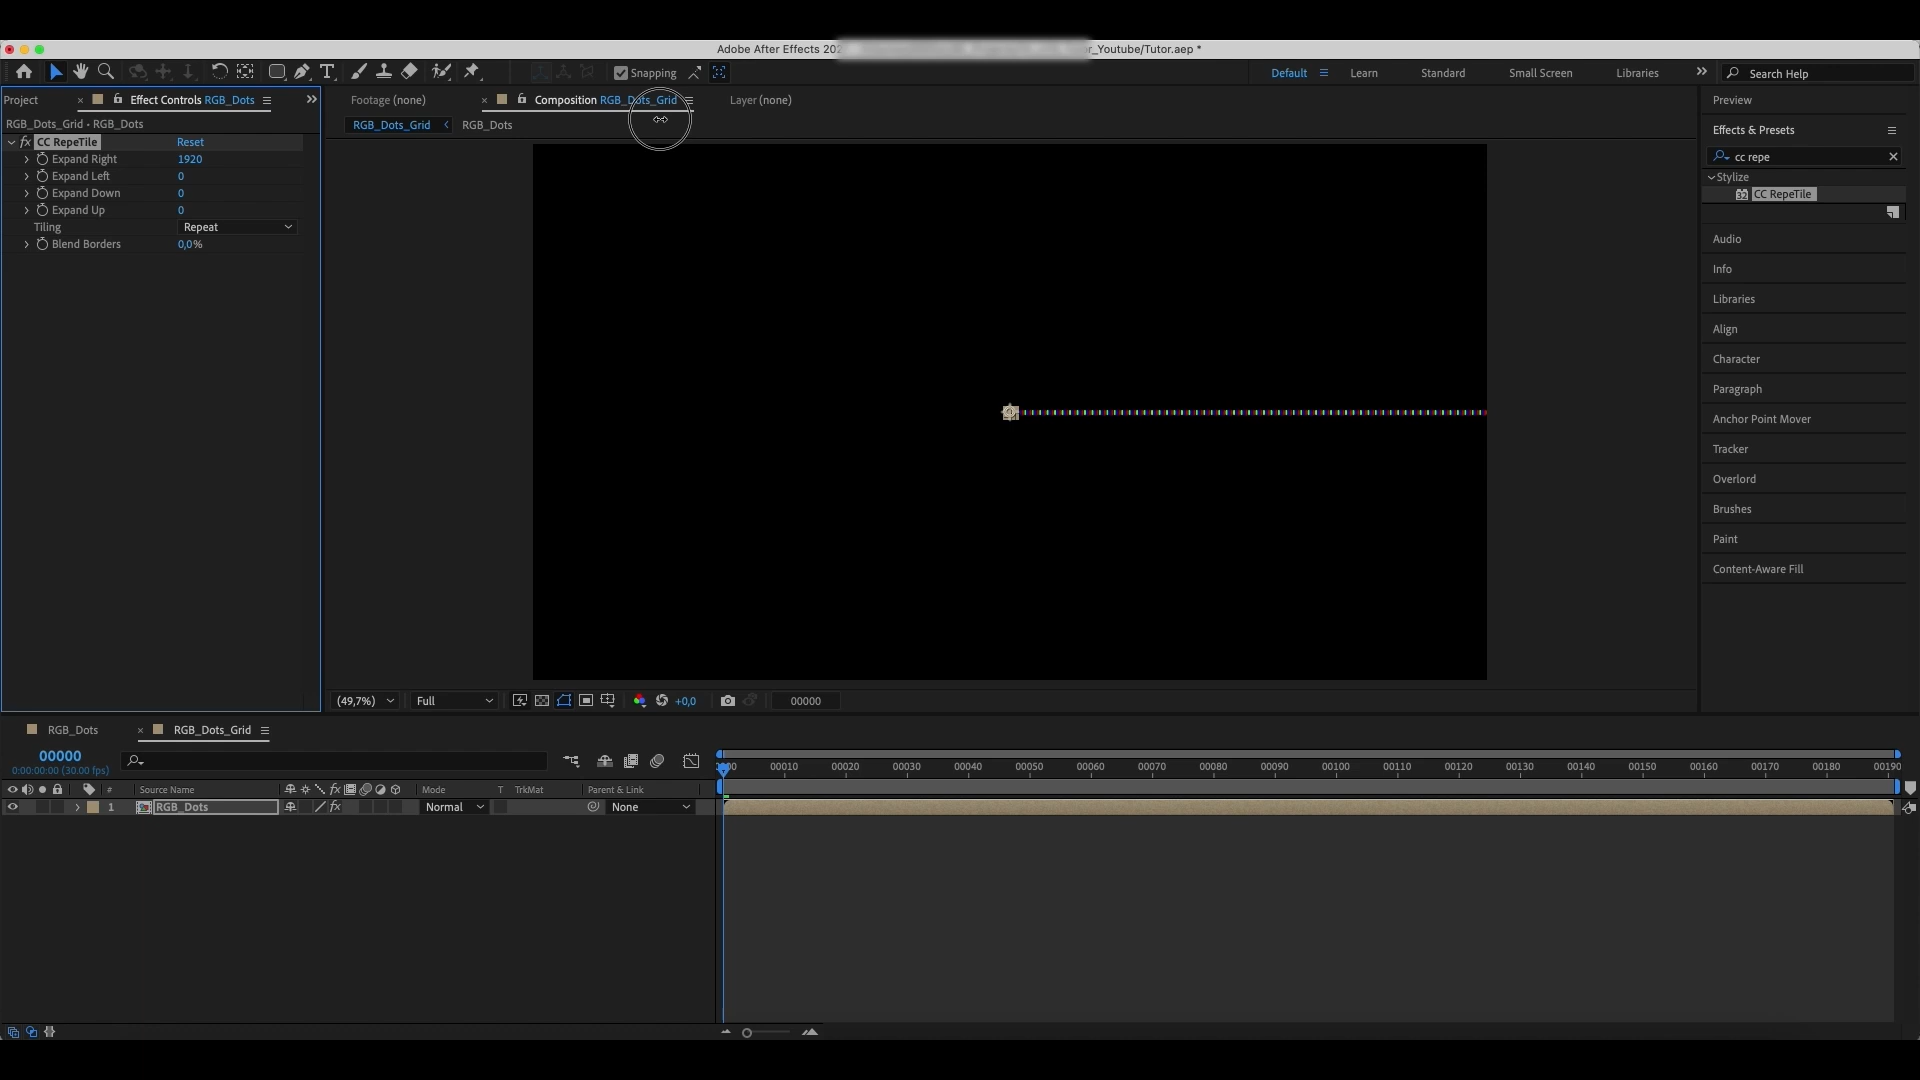 Adobe After Effects 202
r_Youtube/Tutor.aep *
Snapping
Default
Learn
Standard
Small Screen
Libraries
Search Help
Project
Effect Controls RGB_Dots
Footage (none)
Composition RGB_Dots_Grid
Layer (none)
Preview
RGB_Dots_Grid • RGB_Dots
RGB_Dots_Grid
RGB_Dots
Effects & Presets
fx CC RepeTile
Reset
Expand Right
1920
Expand Left
0
Expand Down
0
Expand Up
0
Tiling
Repeat
Blend Borders
0,0%
cc repe
Stylize
32
CC RepeTile
Audio
Info
Libraries
Align
Character
Paragraph
Anchor Point Mover
Tracker
Overlord
Brushes
Paint
Content-Aware Fill
(49,7%)
Full
+0,0
00000
RGB_Dots
RGB_Dots_Grid
00000
0:00:00:00 (30.00 fps)
00010
00020
00030
00040
00050
00060
00070
00080
00090
00100
00110
00120
00130
00140
00150
00160
00170
00180
00190
#
Source Name
fx
Mode
T
TrkMat
Parent & Link
1
RGB_Dots
fx
Normal
None